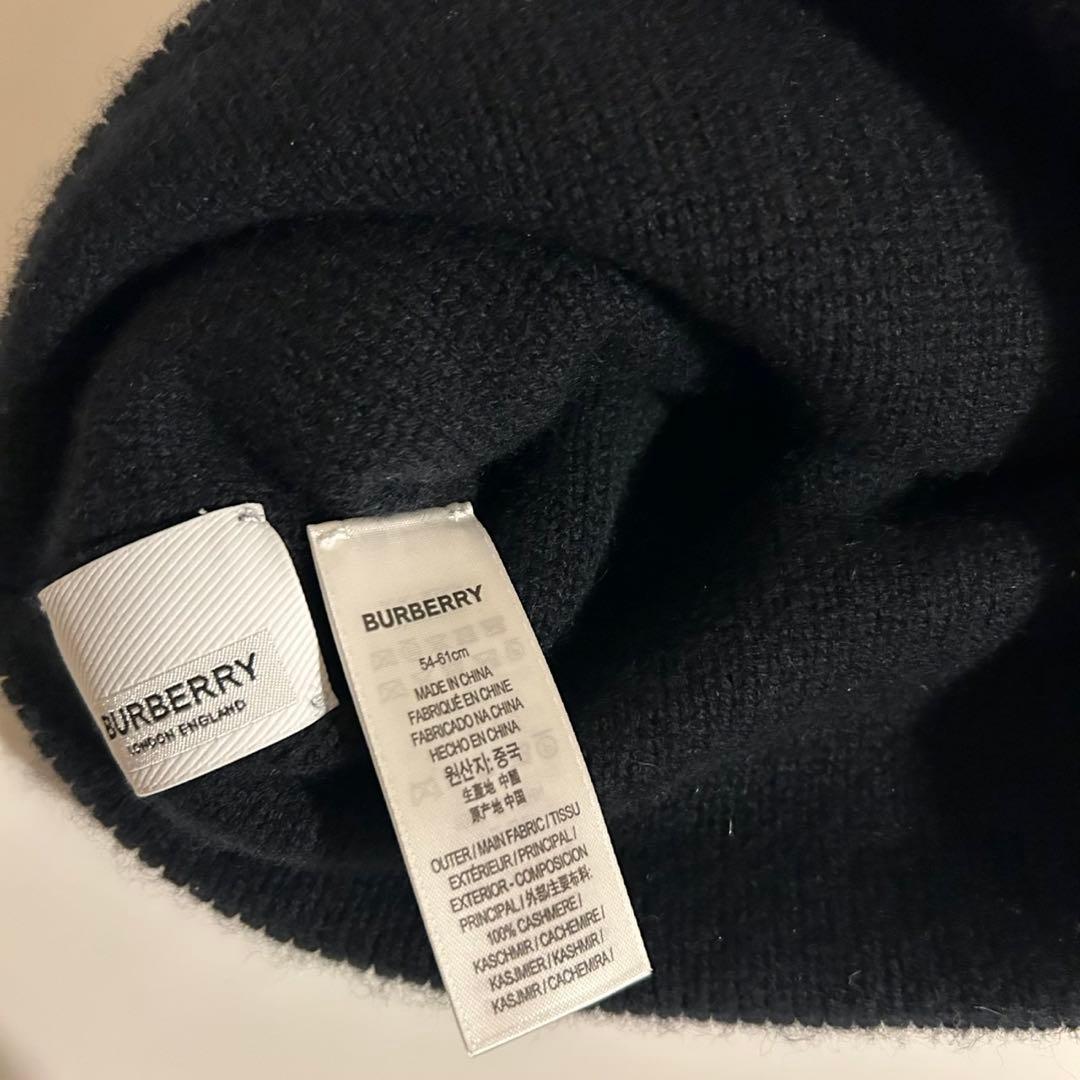 BURBERRY
LONDON ENGLAND
BURBERRY
54-61cm
MADE IN CHINA
FABRIQUÉ EN CHINE
FABRICADO NA CHINA
HECHO EN CHINA
원산지: 중국
生產地 中國
原产地 中国
OUTER / MAIN FABRIC / TISSU
EXTÉRIEUR / PRINCIPAL /
EXTERIOR - COMPOSICION
PRINCIPAL / 外部/主要布料:
100% CASHMERE /
KASCHMIR / CACHEMIRE /
KASJMIER / KASHMIR /
KASJMIR / CACHEMIRA /